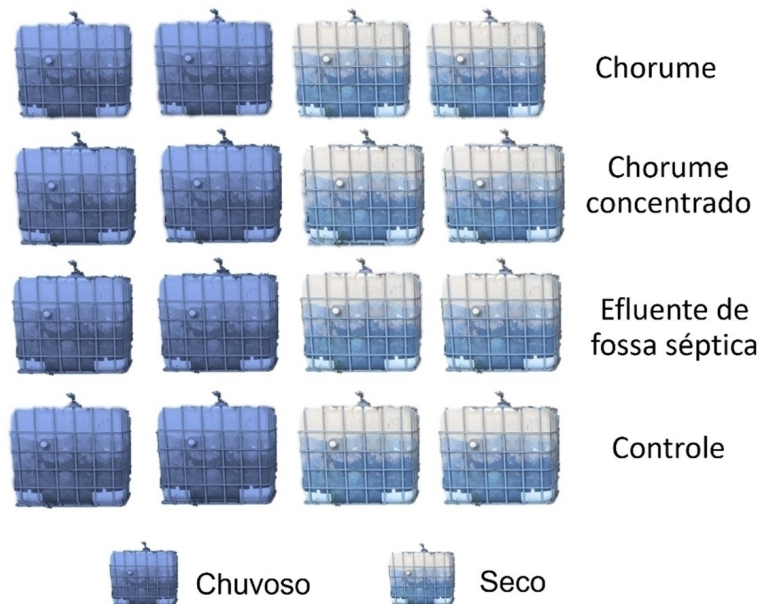 Chorume
Chorume
concentrado
Efluente de
fossa séptica
Controle
Chuvoso
Seco